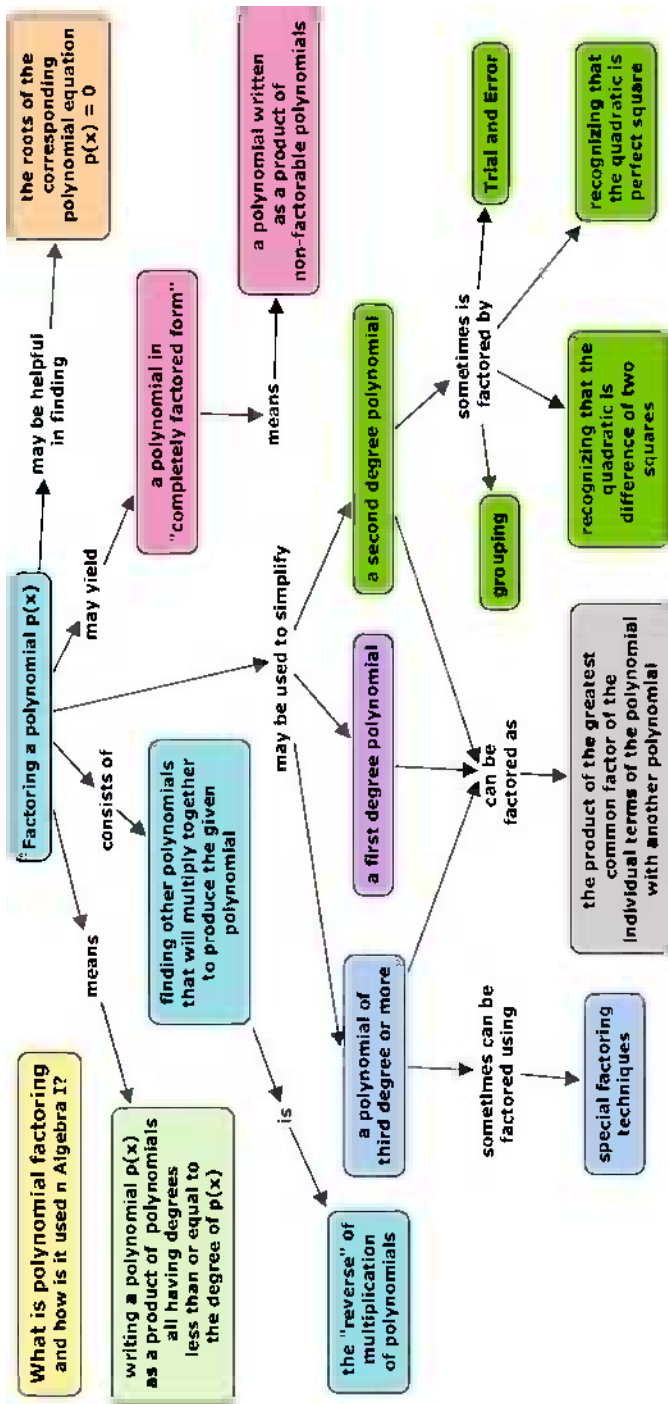 What is polynomial factoring
and how is it used n Algebra I?
Factoring a polynomial p(x)
may be helpful
in finding
the roots of the
corresponding
polynomial equation
p(x) = 0
means
consists of
may yield
writing a polynomial p(x)
as a product of polynomials
all having degrees
less than or equal to
the degree of p(x)
finding other polynomials
that will multiply together
to produce the given
polynomial
a polynomial in
"completely factored form"
means
a polynomial written
as a product of
non-factorable polynomials
is
may be used to simplify
the "reverse" of
multiplication
of polynomials
a polynomial of
third degree or more
a first degree polynomial
a second degree polynomial
sometimes can be
factored using
can be
factored as
sometimes is
factored by
grouping
Trial and Error
special factoring
techniques
the product of the greatest
common factor of the
individual terms of the polynomial
with another polynomial
recognizing that the
quadratic is
difference of two
squares
recognizing that
the quadratic is
perfect square